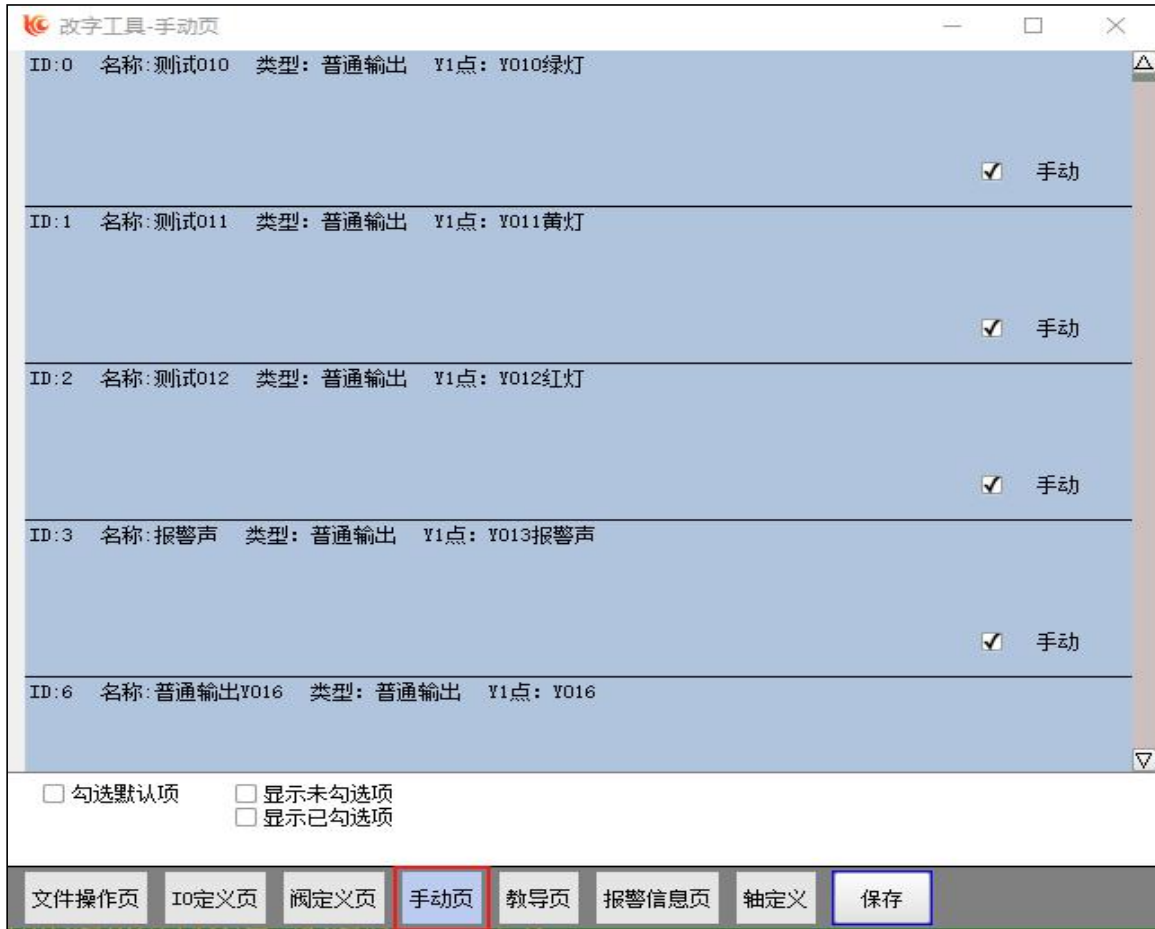 改字工具-手动页
ID:0 名称:测试010 类型: 普通输出 Y1点: Y010绿灯
手动
ID:1 名称:测试011 类型: 普通输出 Y1点: Y011黄灯
手动
ID:2 名称:测试012 类型: 普通输出 Y1点: Y012红灯
手动
ID:3 名称:报警声 类型: 普通输出 Y1点: Y013报警声
手动
ID:6 名称:普通输出Y016 类型: 普通输出 Y1点: Y016
勾选默认项 显示未勾选项
显示已勾选项
文件操作页 IO定义页 阀定义页 手动页 教导页 报警信息页 轴定义 保存